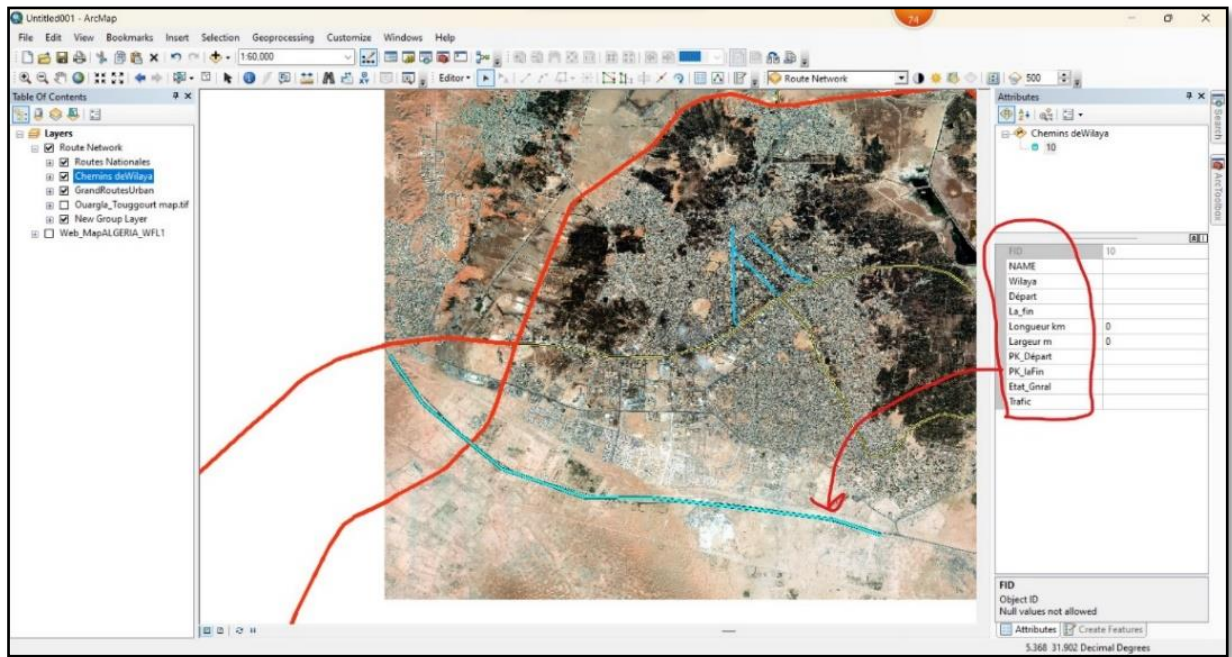 Untitled001 - ArcMap
74
File Edit View Bookmarks Insert Selection Geoprocessing Customize Windows Help
1:60,000
Editor
Route Network
500
Table Of Contents
Layers
Route Network
Routes Nationales
Chemins deWilaya
GrandRoutesUrban
Ouargla_Touggourt map.tif
New Group Layer
Web_MapALGERIA_WFL1
Attributes
Chemins deWilaya
10
FID 10
NAME
Wilaya
Départ
La_fin
Longueur km 0
Largeur m 0
PK_Départ
PK_laFin
Etat_Gnral
Trafic
FID
Object ID
Null values not allowed
Attributes Create Features
Search
ArcToolbox
5.368 31.902 Decimal Degrees